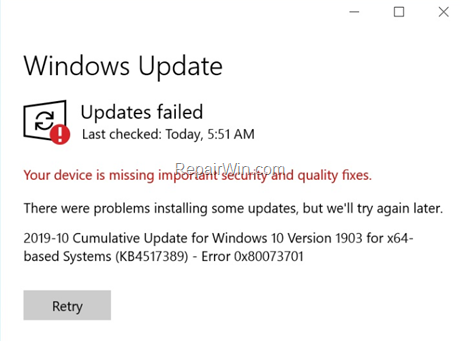 Windows Update
Updates failed
Last checked: Today, 5:51 AM
RepairWin.com
Your device is missing important security and quality fixes.
There were problems installing some updates, but we'll try again later.
2019-10 Cumulative Update for Windows 10 Version 1903 for x64-
based Systems (KB4517389) - Error 0x80073701
Retry